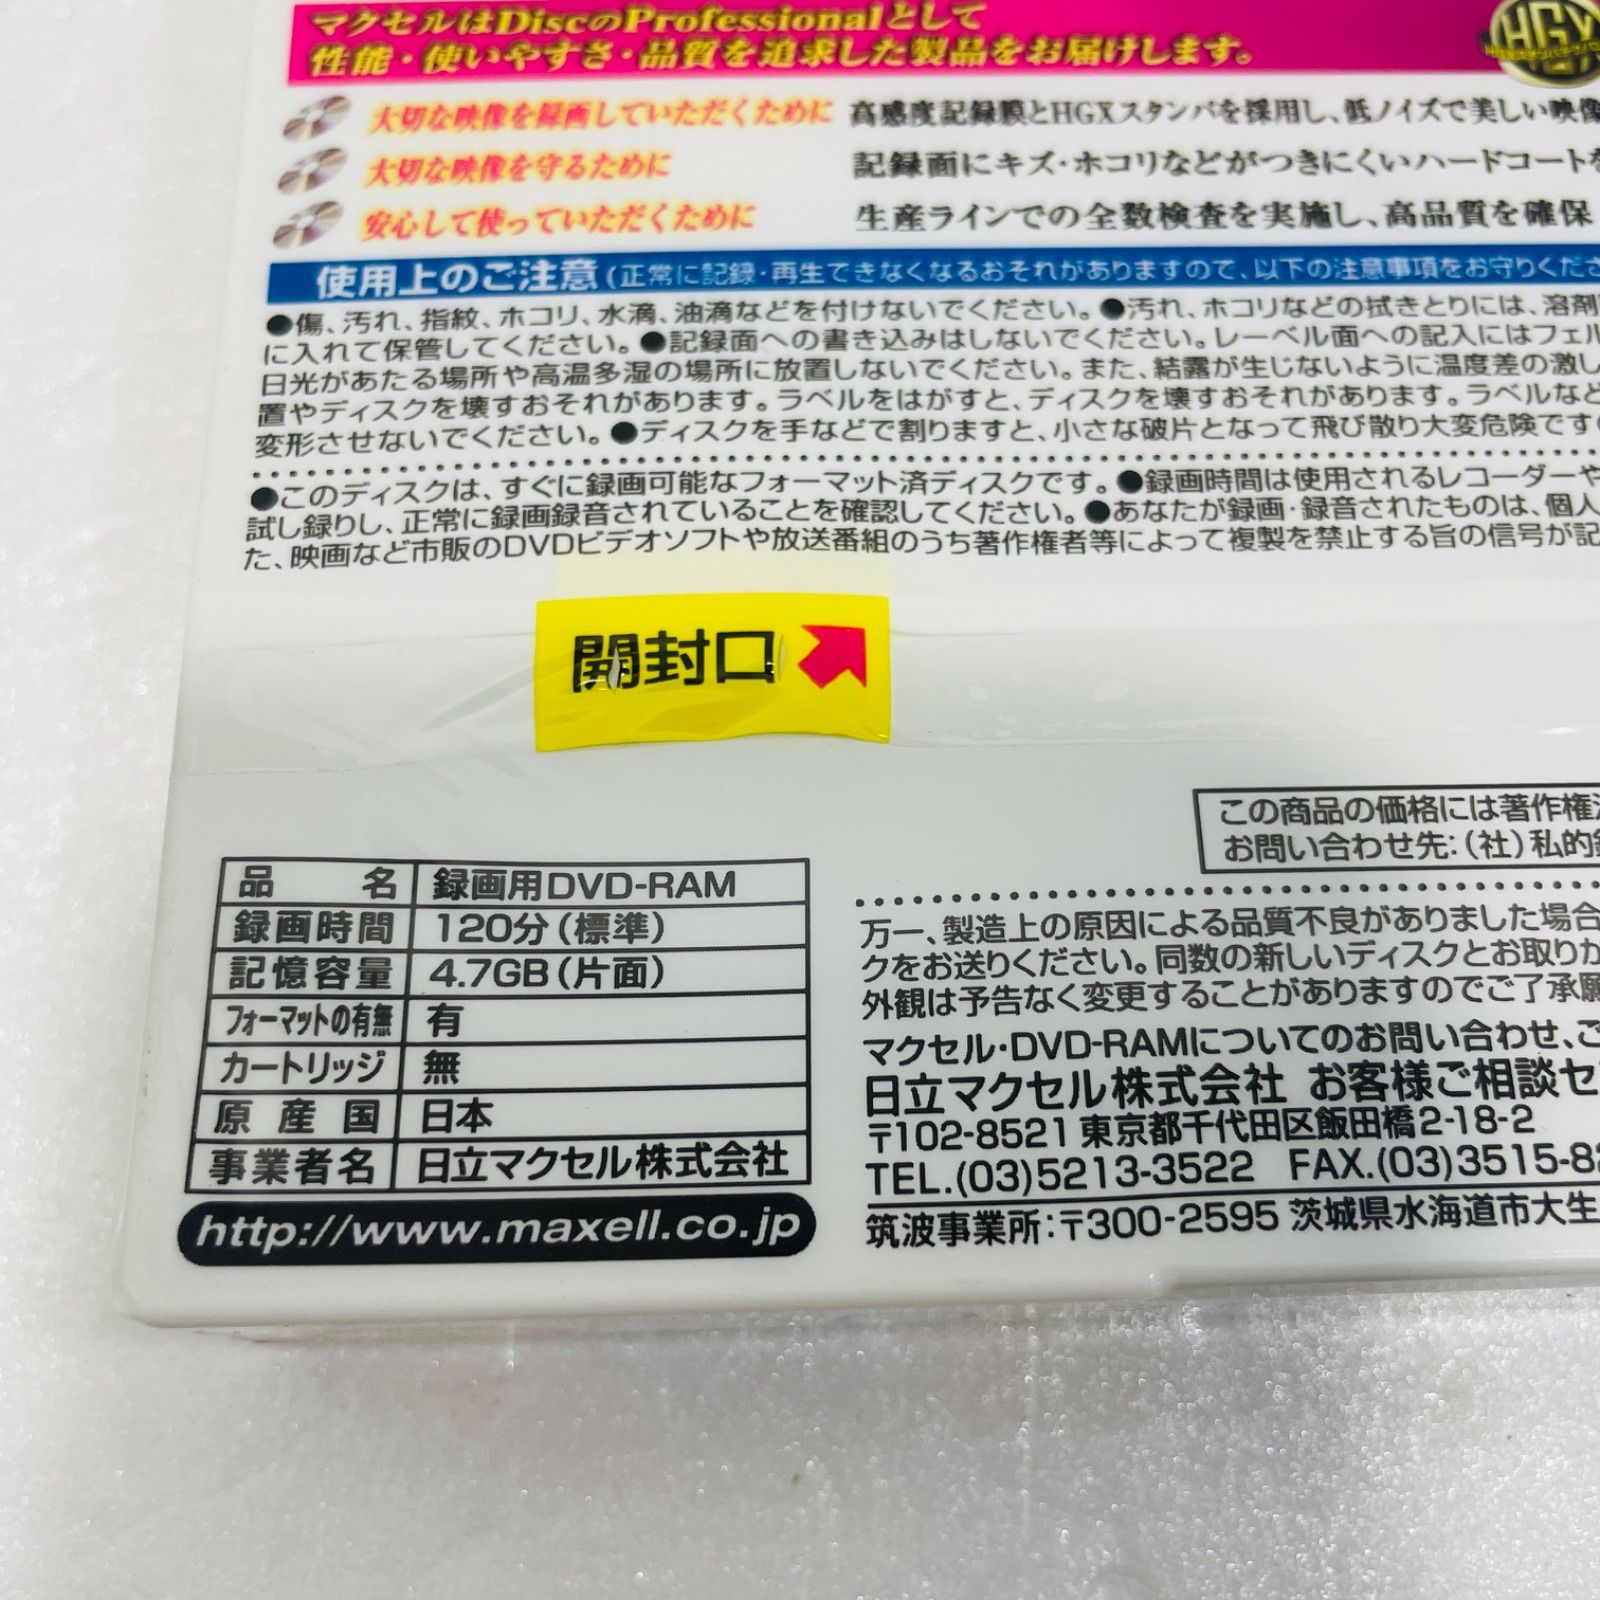 マクセルはDiscのProfessionalとして
性能・使いやすさ・品質を追求した製品をお届けします。
HGX
大切な映像を録画していただくために 高感度記録膜とHGXスタンパを採用し、低ノイズで美しい映像
大切な映像を守るために 記録面にキズ・ホコリなどがつきにくいハードコートを
安心して使っていただくために 生産ラインでの全数検査を実施し、高品質を確保
使用上のご注意(正常に記録・再生できなくなるおそれがありますので、以下の注意事項をお守りくださ
●傷、汚れ、指紋、ホコリ、水滴、油滴などを付けないでください。●汚れ、ホコリなどの拭きとりには、溶剤
に入れて保管してください。●記録面への書き込みはしないでください。レーベル面への記入にはフェル
日光があたる場所や高温多湿の場所に放置しないでください。また、結露が生じないように温度差の激し
置やディスクを壊すおそれがあります。ラベルをはがすと、ディスクを壊すおそれがあります。ラベルなど
変形させないでください。●ディスクを手などで割りますと、小さな破片となって飛び散り大変危険ですの
●このディスクは、すぐに録画可能なフォーマット済ディスクです。●録画時間は使用されるレコーダーや
試し録りし、正常に録画録音されていることを確認してください。●あなたが録画・録音されたものは、個人
た、映画など市販のDVDビデオソフトや放送番組のうち著作権者等によって複製を禁止する旨の信号が記
開封口
この商品の価格には著作権法
お問い合わせ先:(社)私的録
品名 録画用DVD-RAM
録画時間 120分(標準)
記憶容量 4.7GB(片面)
フォーマットの有無 有
カートリッジ 無
原産国 日本
事業者名 日立マクセル株式会社
http://www.maxell.co.jp
万一、製造上の原因による品質不良がありました場合
クをお送りください。同数の新しいディスクとお取りか
外観は予告なく変更することがありますのでご了承願
マクセル・DVD-RAMについてのお問い合わせ、ご
日立マクセル株式会社 お客様ご相談セ
〒102-8521 東京都千代田区飯田橋2-18-2
TEL.(03)5213-3522 FAX.(03)3515-82
筑波事業所:〒300-2595 茨城県水海道市大生